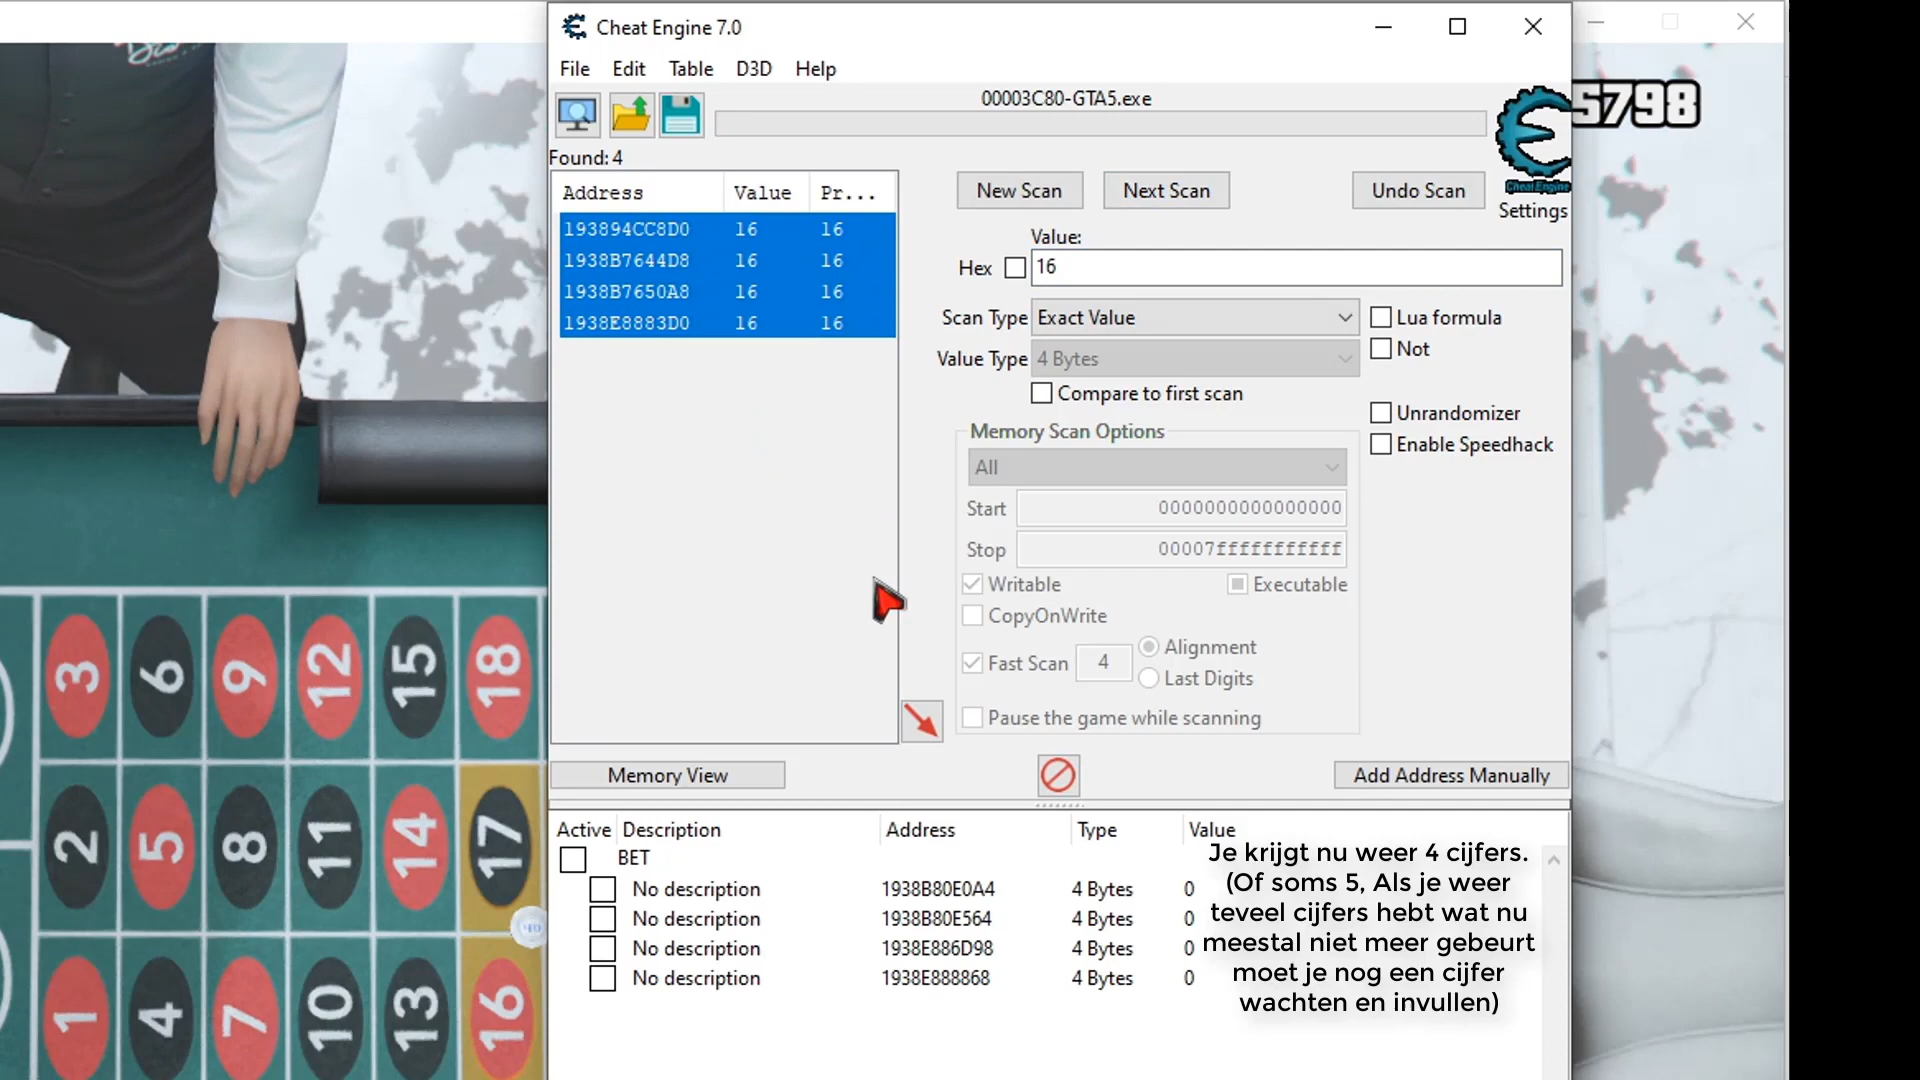 Cheat Engine 7.0
File Edit Table D3D Help
00003C80-GTA5.exe
5798
Found: 4
Cheat Engine
Settings
Address Value Pr...
193894CC8D0 16 16
1938B7644D8 16 16
1938B7650A8 16 16
1938E8883D0 16 16
New Scan Next Scan Undo Scan
Value:
Hex 16
Scan Type Exact Value Lua formula
Value Type 4 Bytes Not
Compare to first scan
Memory Scan Options
All
Unrandomizer
Enable Speedhack
Start 0000000000000000
Stop 00007fffffffffff
Writable Executable
CopyOnWrite
Fast Scan 4 Alignment
Last Digits
Pause the game while scanning
Memory View Add Address Manually
Active Description Address Type Value
BET
No description 1938B80E0A4 4 Bytes 0
No description 1938B80E564 4 Bytes 0
No description 1938E886D98 4 Bytes 0
No description 1938E888868 4 Bytes 0
Je krijgt nu weer 4 cijfers.
(Of soms 5, Als je weer
teveel cijfers hebt wat nu
meestal niet meer gebeurt
moet je nog een cijfer
wachten en invullen)
3 6 9 12 15 18
2 5 8 11 14 17
1 4 7 10 13 16